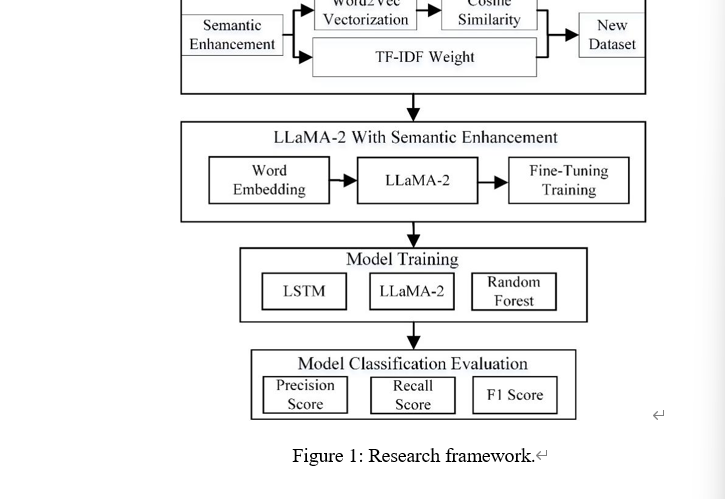 Word2Vec Cosine
Semantic Vectorization Similarity New
Enhancement Dataset
TF-IDF Weight
LLaMA-2 With Semantic Enhancement
Word Fine-Tuning
Embedding LLaMA-2 Training
Model Training
LSTM LLaMA-2 Random
Forest
Model Classification Evaluation
Precision Recall F1 Score
Score Score
Figure 1: Research framework.